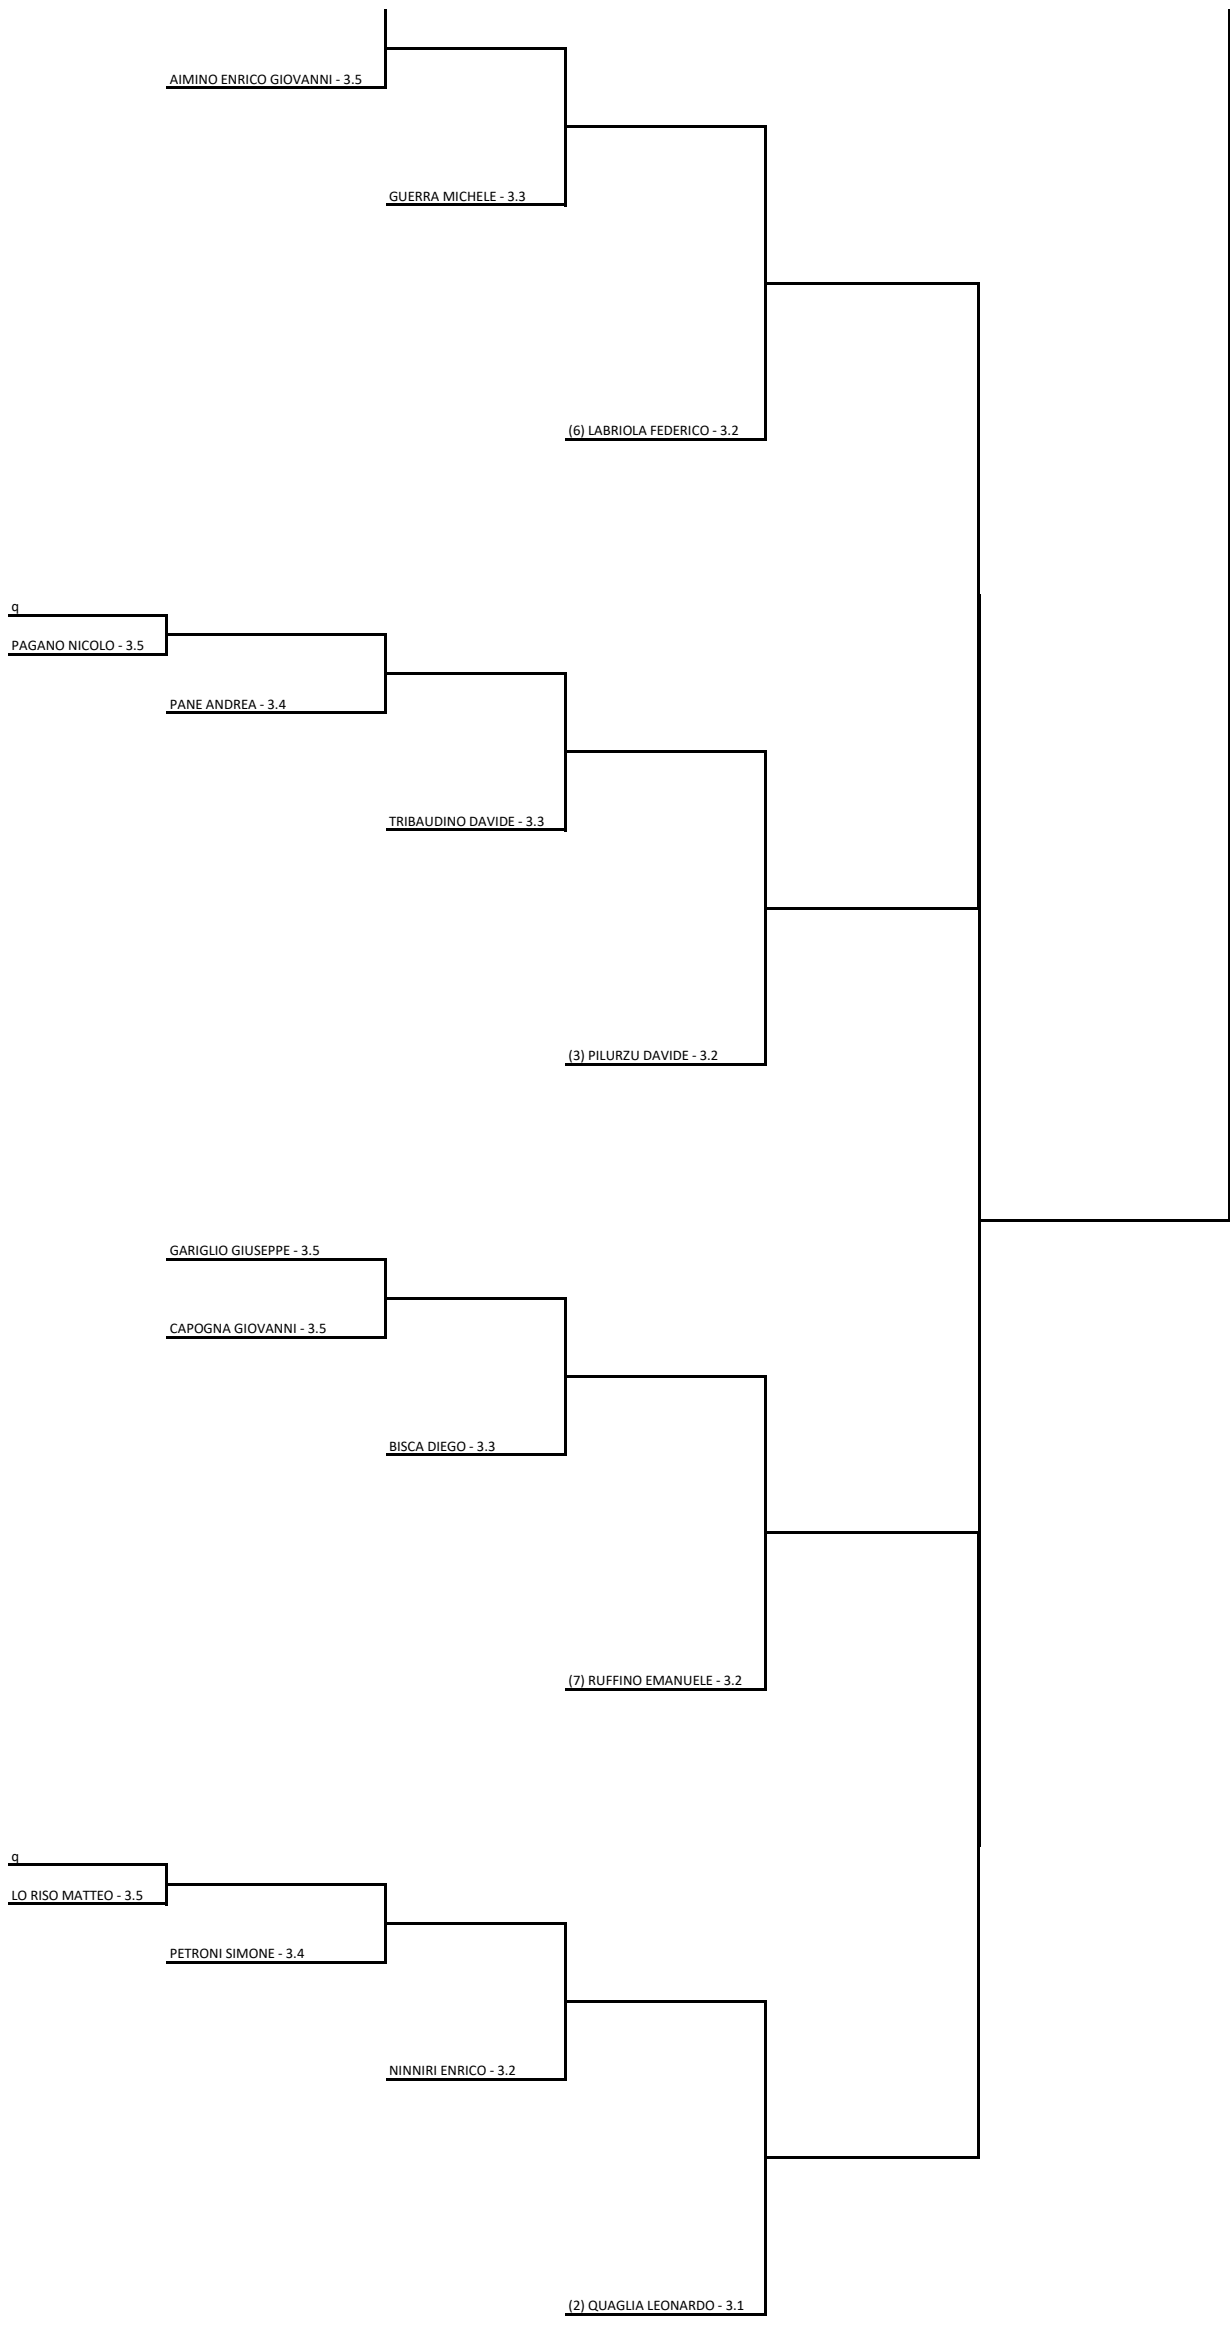 AIMINO ENRICO GIOVANNI - 3.5
GUERRA MICHELE - 3.3
(6) LABRIOLA FEDERICO - 3.2
q
PAGANO NICOLO - 3.5
PANE ANDREA - 3.4
TRIBAUDINO DAVIDE - 3.3
(3) PILURZU DAVIDE - 3.2
GARIGLIO GIUSEPPE - 3.5
CAPOGNA GIOVANNI - 3.5
BISCA DIEGO - 3.3
(7) RUFFINO EMANUELE - 3.2
q
LO RISO MATTEO - 3.5
PETRONI SIMONE - 3.4
NINNIRI ENRICO - 3.2
(2) QUAGLIA LEONARDO - 3.1